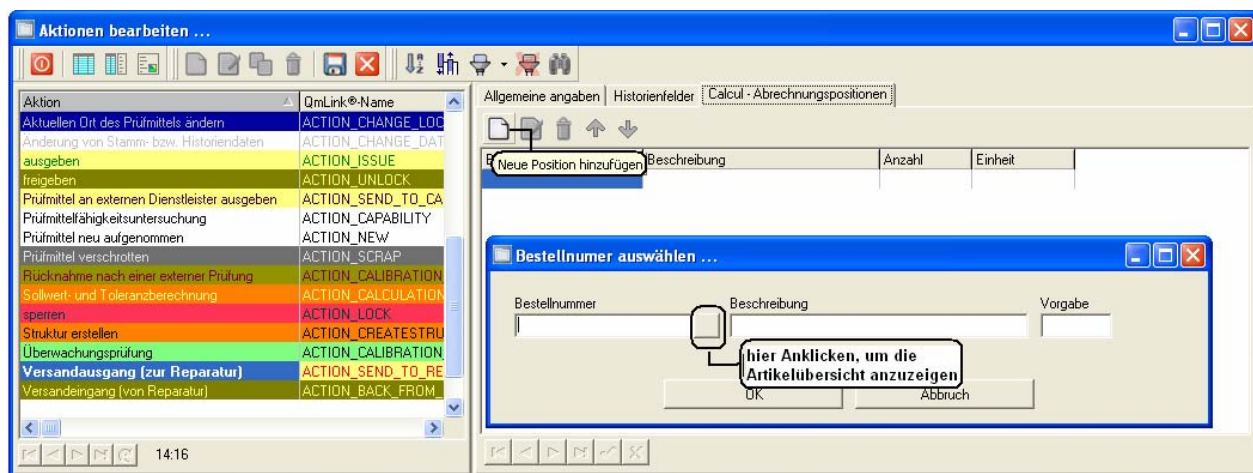 Aktionen bearbeiten ...
Allgemeine angaben Historienfelder Calcul - Abrechnungspositionen
Aktion QmLink®-Name
Aktuellen Ort des Prüfmittels ändern ACTION_CHANGE_LOC
Änderung von Stamm- bzw. Historiendaten ACTION_CHANGE_DAT
ausgeben ACTION_ISSUE
freigeben ACTION_UNLOCK
Prüfmittel an externen Dienstleister ausgeben ACTION_SEND_TO_CA
Prüfmittelfähigkeitsuntersuchung ACTION_CAPABILITY
Prüfmittel neu aufgenommen ACTION_NEW
Prüfmittel verschrotten ACTION_SCRAP
Rücknahme nach einer externer Prüfung ACTION_CALIBRATION_
Sollwert- und Toleranzberechnung ACTION_CALCULATION
sperren ACTION_LOCK
Struktur erstellen ACTION_CREATESTRU
Überwachungsprüfung ACTION_CALIBRATION_
Versandausgang (zur Reparatur) ACTION_SEND_TO_RE
Versandeingang (von Reparatur) ACTION_BACK_FROM_
14:16
Neue Position hinzufügen
B Beschreibung Anzahl Einheit
Bestellnumer auswählen ...
Bestellnummer Beschreibung Vorgabe
hier Anklicken, um die
Artikelübersicht anzuzeigen
OK Abbruch